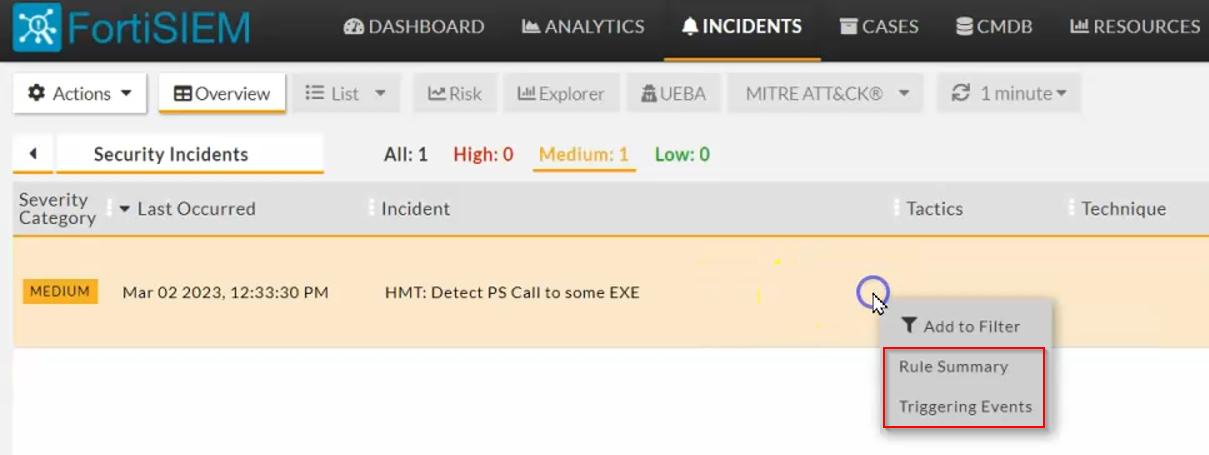 FortiSIEM DASHBOARD ANALYTICS INCIDENTS CASES CMDB RESOURCES
Actions Overview List Risk Explorer UEBA MITRE ATT&CK® 1 minute
Security Incidents All: 1 High: 0 Medium: 1 Low: 0
Severity Category Last Occurred Incident Tactics Technique
MEDIUM Mar 02 2023, 12:33:30 PM HMT: Detect PS Call to some EXE
Add to Filter
Rule Summary
Triggering Events